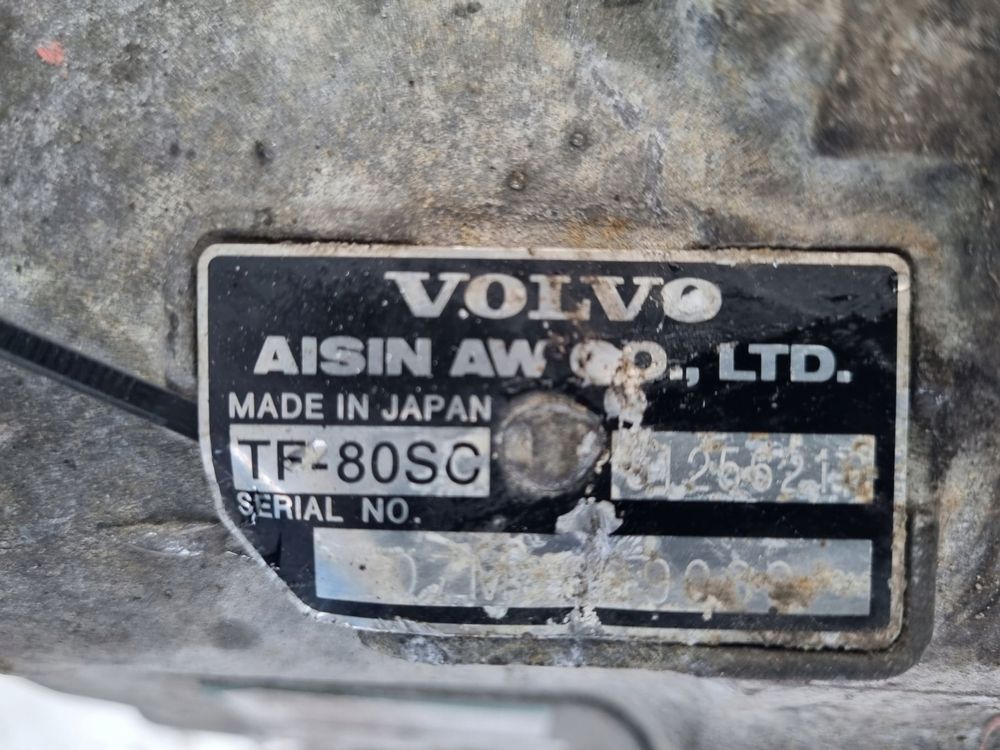 VOLVO
AISIN AW CO., LTD.
MADE IN JAPAN
TF-80SC
SERIAL NO.